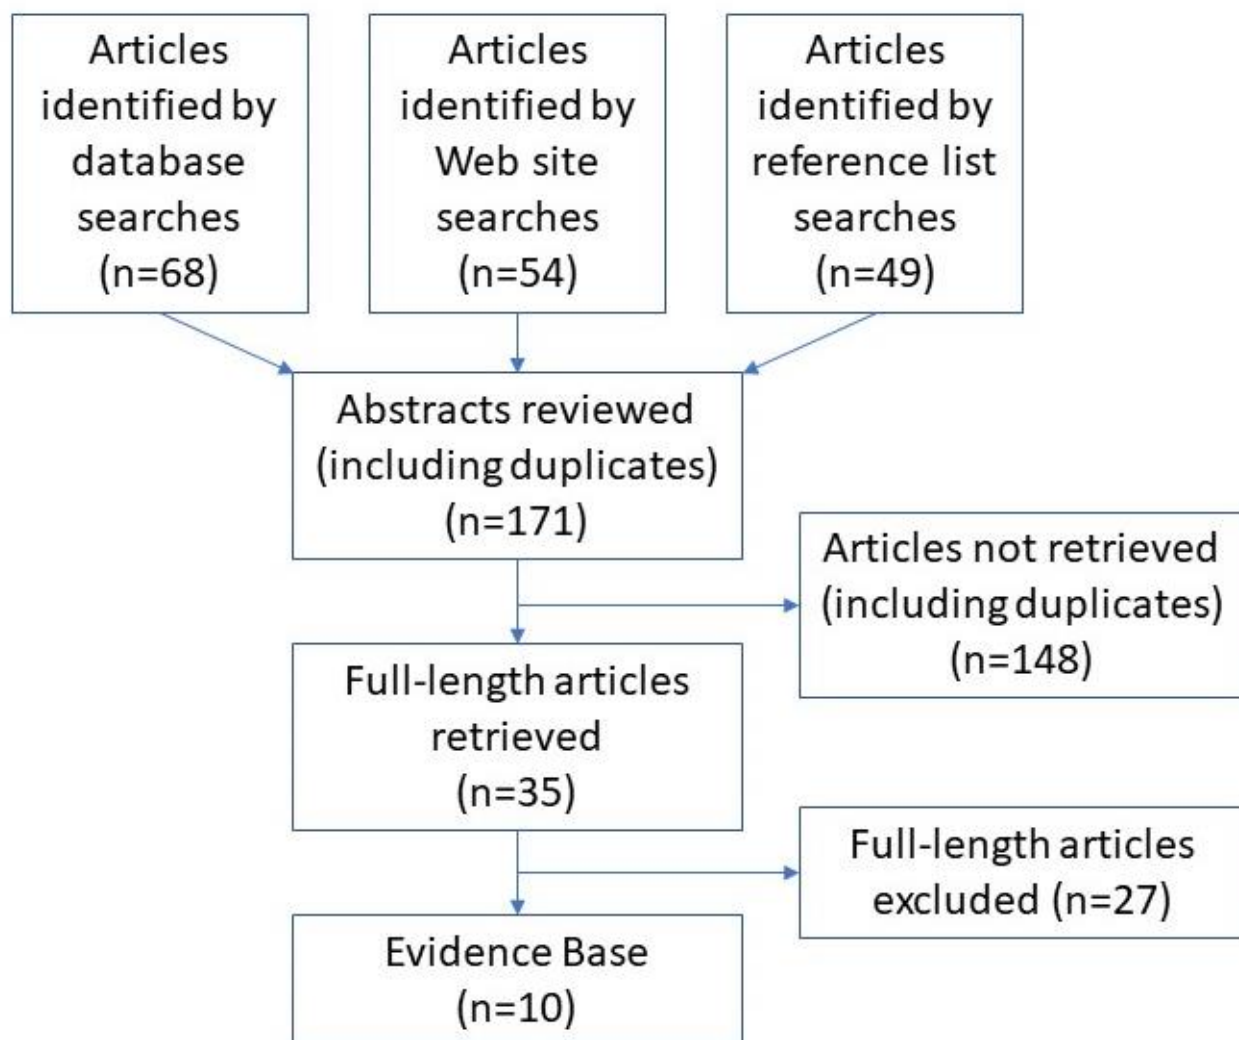 Articles
identified by
database
searches
(n=68)
Articles
identified by
Web site
searches
(n=54)
Articles
identified by
reference list
searches
(n=49)
Abstracts reviewed
(including duplicates)
(n=171)
Articles not retrieved
(including duplicates)
(n=148)
Full-length articles
retrieved
(n=35)
Full-length articles
excluded (n=27)
Evidence Base
(n=10)